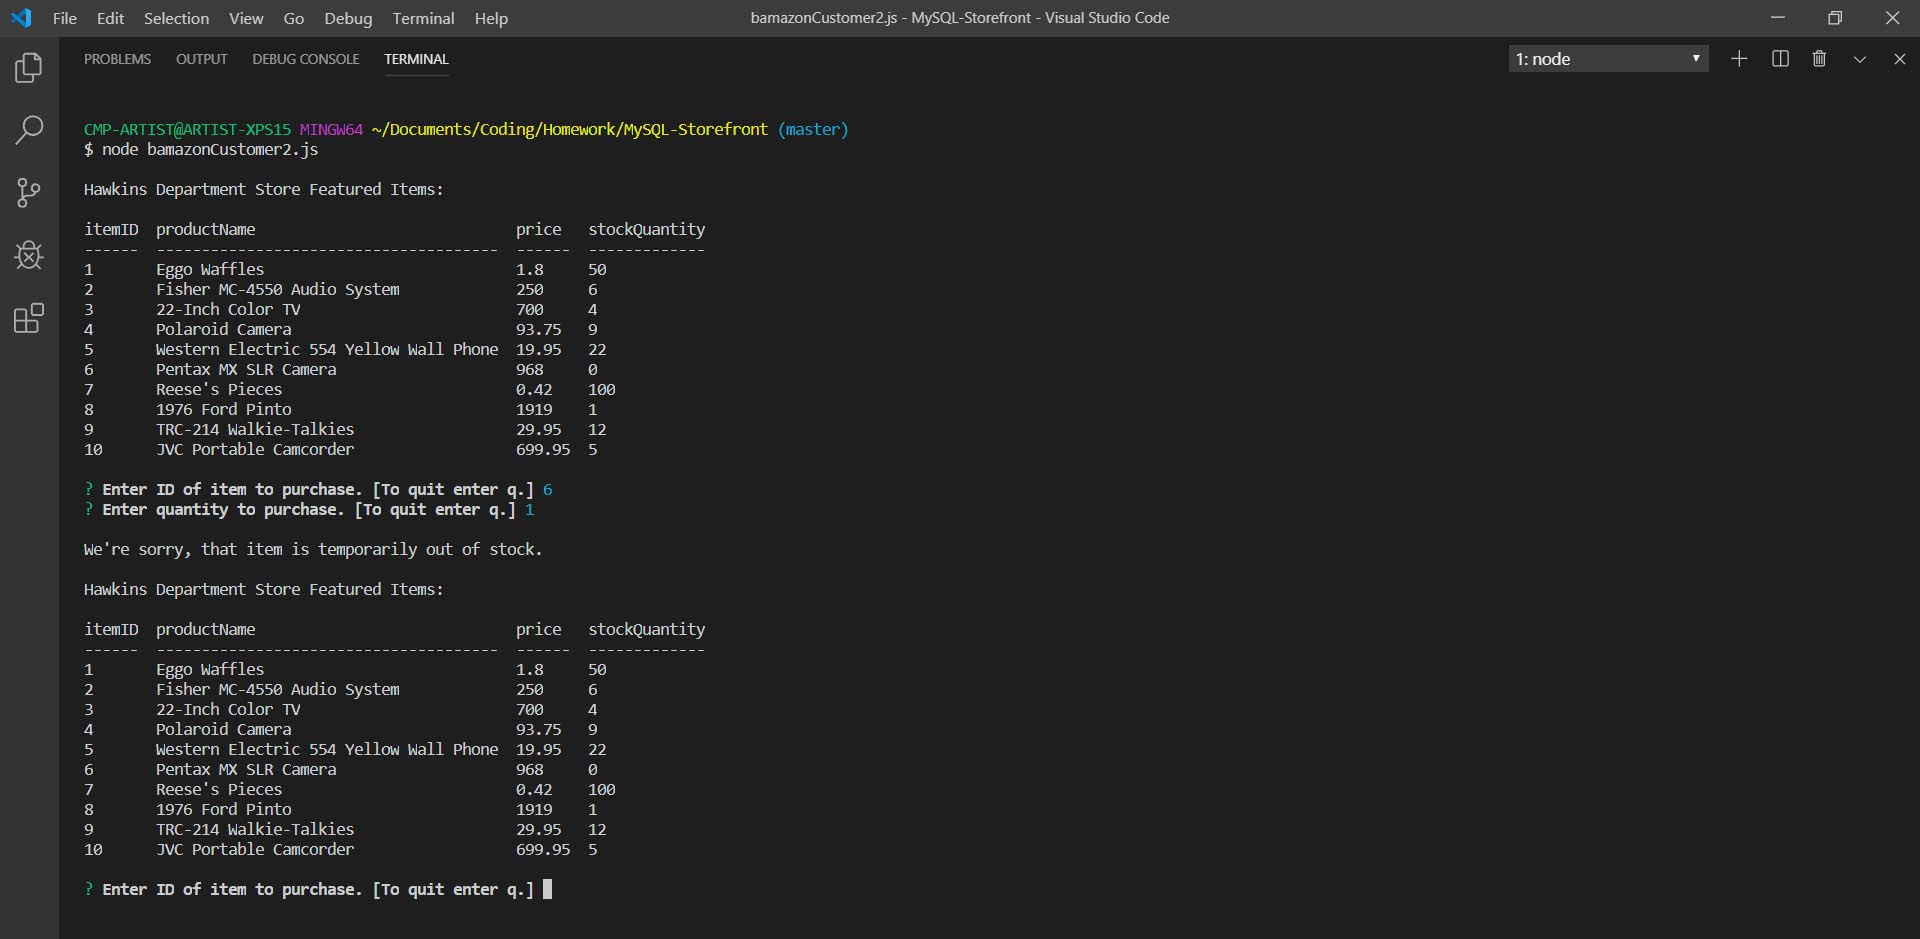 File Edit Selection View Go Debug Terminal Help bamazonCustomer2.js - MySQL-Storefront - Visual Studio Code
PROBLEMS OUTPUT DEBUG CONSOLE TERMINAL 1: node
CMP-ARTIST@ARTIST-XPS15 MINGW64 ~/Documents/Coding/Homework/MySQL-Storefront (master)
$ node bamazonCustomer2.js
Hawkins Department Store Featured Items:
itemID  productName                             price   stockQuantity
------  --------------------------------------  ------  -------------
1       Eggo Waffles                            1.8     50
2       Fisher MC-4550 Audio System             250     6
3       22-Inch Color TV                        700     4
4       Polaroid Camera                         93.75   9
5       Western Electric 554 Yellow Wall Phone  19.95   22
6       Pentax MX SLR Camera                    968     0
7       Reese's Pieces                          0.42    100
8       1976 Ford Pinto                         1919    1
9       TRC-214 Walkie-Talkies                  29.95   12
10      JVC Portable Camcorder                  699.95  5
? Enter ID of item to purchase. [To quit enter q.] 6
? Enter quantity to purchase. [To quit enter q.] 1
We're sorry, that item is temporarily out of stock.
Hawkins Department Store Featured Items:
itemID  productName                             price   stockQuantity
------  --------------------------------------  ------  -------------
1       Eggo Waffles                            1.8     50
2       Fisher MC-4550 Audio System             250     6
3       22-Inch Color TV                        700     4
4       Polaroid Camera                         93.75   9
5       Western Electric 554 Yellow Wall Phone  19.95   22
6       Pentax MX SLR Camera                    968     0
7       Reese's Pieces                          0.42    100
8       1976 Ford Pinto                         1919    1
9       TRC-214 Walkie-Talkies                  29.95   12
10      JVC Portable Camcorder                  699.95  5
? Enter ID of item to purchase. [To quit enter q.]